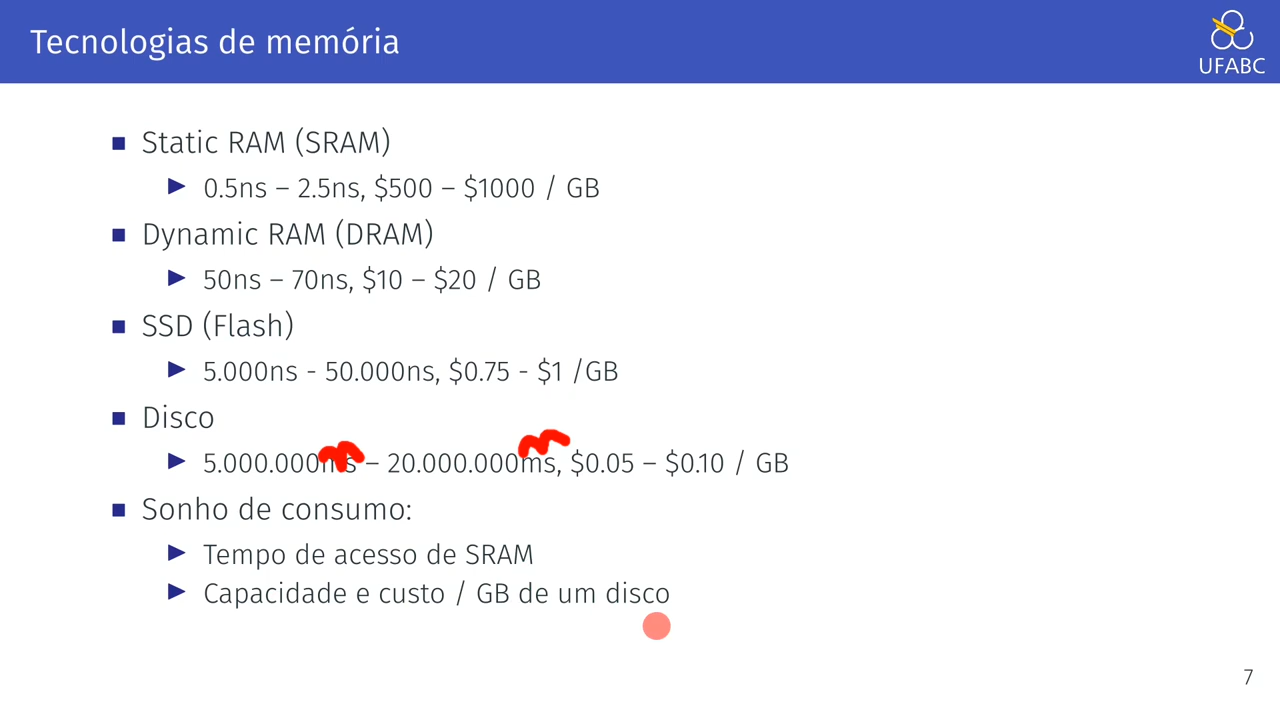 Tecnologias de memória
UFABC
Static RAM (SRAM)
0.5ns – 2.5ns, $500 – $1000 / GB
Dynamic RAM (DRAM)
50ns – 70ns, $10 – $20 / GB
SSD (Flash)
5.000ns - 50.000ns, $0.75 - $1 /GB
Disco
5.000.000ms – 20.000.000ms, $0.05 – $0.10 / GB
Sonho de consumo:
Tempo de acesso de SRAM
Capacidade e custo / GB de um disco
7